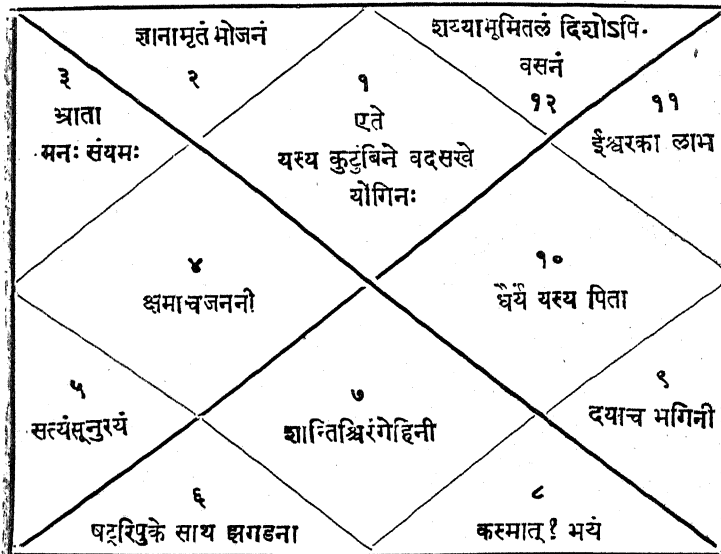 ज्ञानामृतं भोजनं
२
शय्याभूमितलं दिशोऽपि.
वसनं
१२
३
भ्राता
मनः संयमः
१
एते
यस्य कुटुंबिने वदसखे
योगिनः
११
ईश्वरका लाभ
४
क्षमाचजननी
१०
धैर्यं यस्य पिता
५
सत्यंसूनुरयं
७
शान्तिश्चिरंगेहिनी
९
दयाच भगिनी
६
षट्रिपुके साथ झगडना
८
कस्मात्? भयं